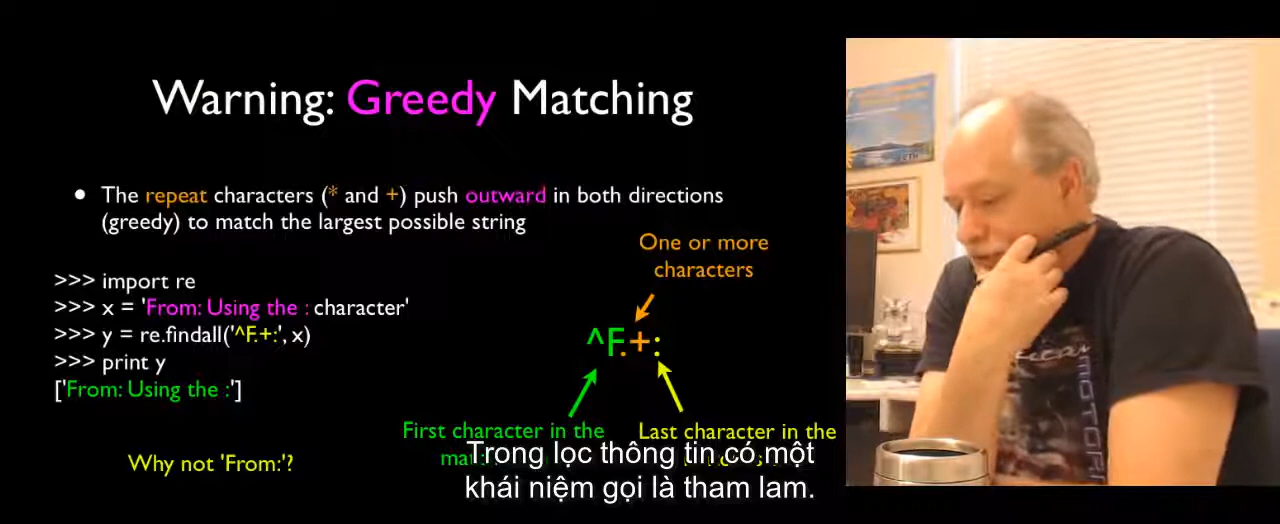 Warning: Greedy Matching
• The repeat characters (* and +) push outward in both directions
(greedy) to match the largest possible string
One or more
characters
>>> import re
>>> x = 'From: Using the : character'
>>> y = re.findall('^F.+:', x)
>>> print y
['From: Using the :']
^F.+:
First character in the
Last character in the
Why not 'From:'?
Trong lọc thông tin có một
khái niệm gọi là tham lam.